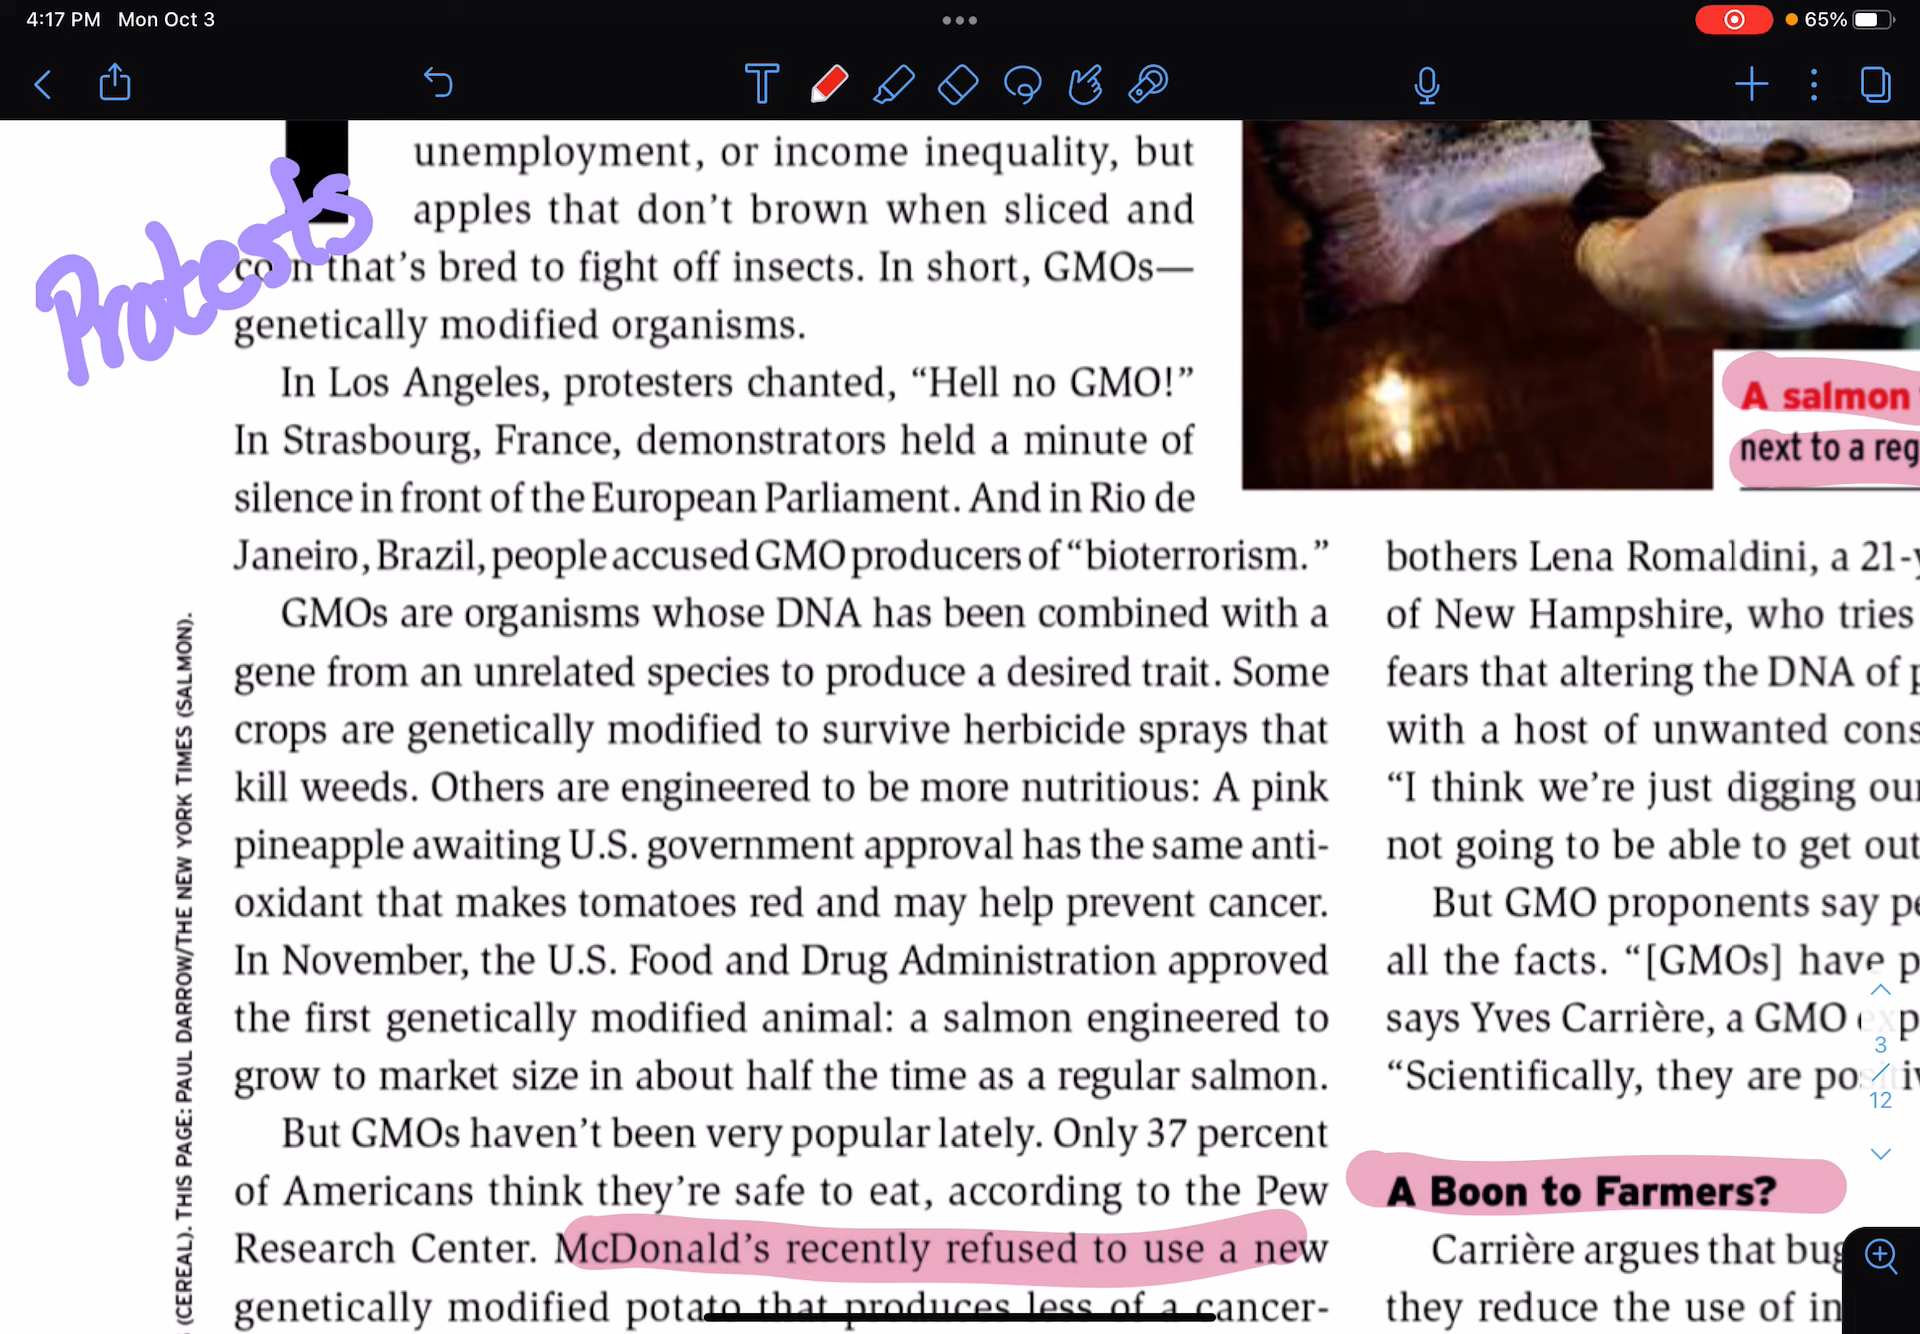 4:17 PM Mon Oct 3
65%
Protests
unemployment, or income inequality, but
apples that don’t brown when sliced and
corn that’s bred to fight off insects. In short, GMOs—
genetically modified organisms.
In Los Angeles, protesters chanted, “Hell no GMO!”
In Strasbourg, France, demonstrators held a minute of
silence in front of the European Parliament. And in Rio de
Janeiro, Brazil, people accused GMO producers of “bioterrorism.”
GMOs are organisms whose DNA has been combined with a
gene from an unrelated species to produce a desired trait. Some
crops are genetically modified to survive herbicide sprays that
kill weeds. Others are engineered to be more nutritious: A pink
pineapple awaiting U.S. government approval has the same anti-
oxidant that makes tomatoes red and may help prevent cancer.
In November, the U.S. Food and Drug Administration approved
the first genetically modified animal: a salmon engineered to
grow to market size in about half the time as a regular salmon.
But GMOs haven’t been very popular lately. Only 37 percent
of Americans think they’re safe to eat, according to the Pew
Research Center. McDonald’s recently refused to use a new
genetically modified potato that produces less of a cancer-
(CEREAL). THIS PAGE: PAUL DARROW/THE NEW YORK TIMES (SALMON).
A salmon
next to a reg
bothers Lena Romaldini, a 21-y
of New Hampshire, who tries
fears that altering the DNA of p
with a host of unwanted cons
“I think we’re just digging our
not going to be able to get out
But GMO proponents say pe
all the facts. “[GMOs] have p
says Yves Carrière, a GMO exp
“Scientifically, they are positiv
A Boon to Farmers?
Carrière argues that bug
they reduce the use of in
3
/
12